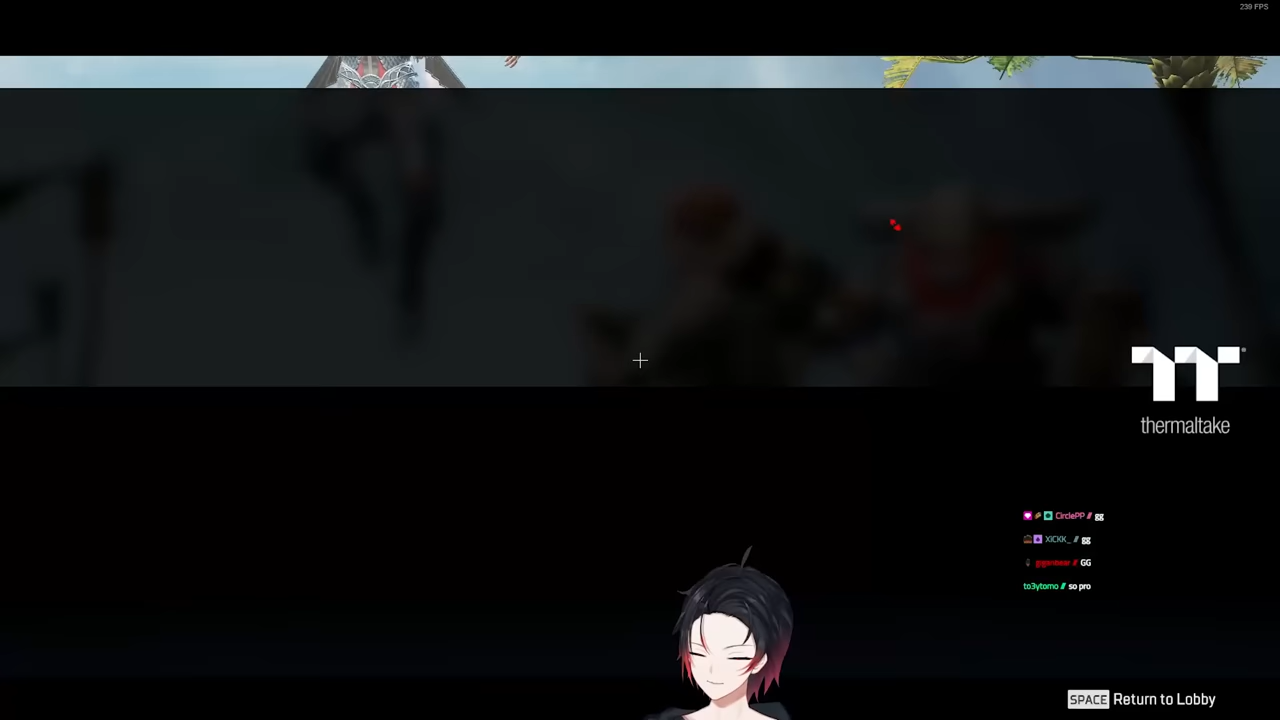 239 FPS
thermaltake
CirclePP // gg
XiCKK_ // gg
// GG
to3ytomo // so pro
SPACE Return to Lobby